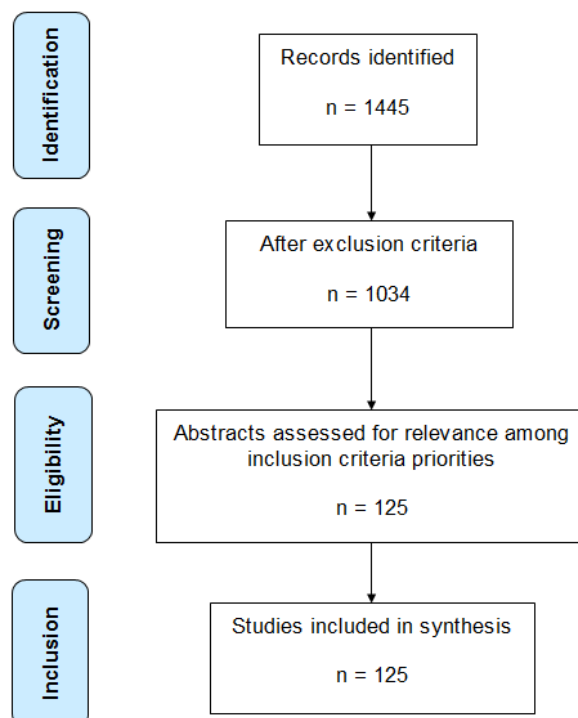 Identification
Records identified
n = 1445
Screening
After exclusion criteria
n = 1034
Eligibility
Abstracts assessed for relevance among
inclusion criteria priorities
n = 125
Inclusion
Studies included in synthesis
n = 125